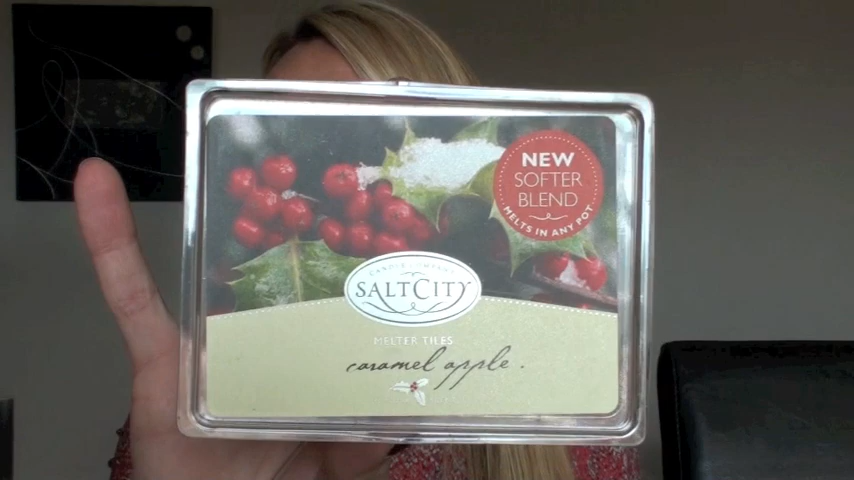 NEW
SOFTER
BLEND
MELTS IN ANY POT
CANDLE COMPANY
SALTCITY
MELTER TILES
caramel apple.